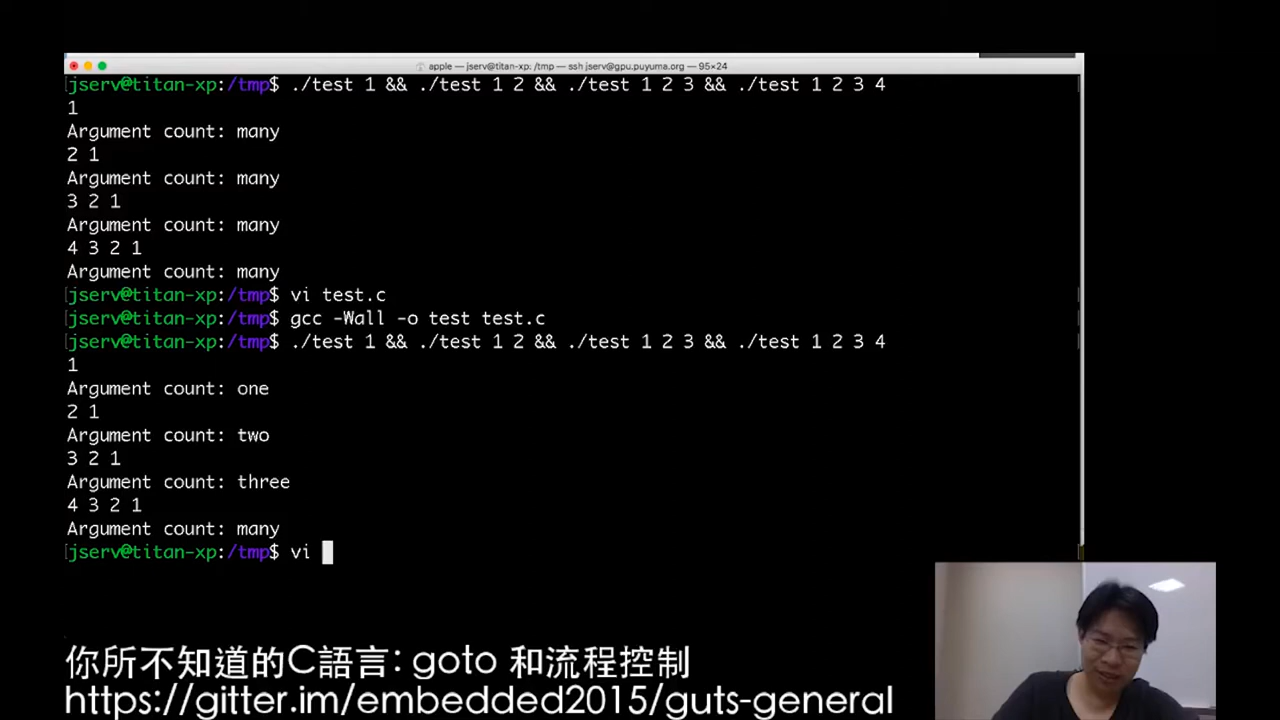 apple — jserv@titan-xp: /tmp — ssh jserv@gpu.puyuma.org — 95×24
jserv@titan-xp:/tmp$ ./test 1 && ./test 1 2 && ./test 1 2 3 && ./test 1 2 3 4
1
Argument count: many
2 1
Argument count: many
3 2 1
Argument count: many
4 3 2 1
Argument count: many
jserv@titan-xp:/tmp$ vi test.c
jserv@titan-xp:/tmp$ gcc -Wall -o test test.c
jserv@titan-xp:/tmp$ ./test 1 && ./test 1 2 && ./test 1 2 3 && ./test 1 2 3 4
1
Argument count: one
2 1
Argument count: two
3 2 1
Argument count: three
4 3 2 1
Argument count: many
jserv@titan-xp:/tmp$ vi
你所不知道的C語言: goto 和流程控制
https://gitter.im/embedded2015/guts-general